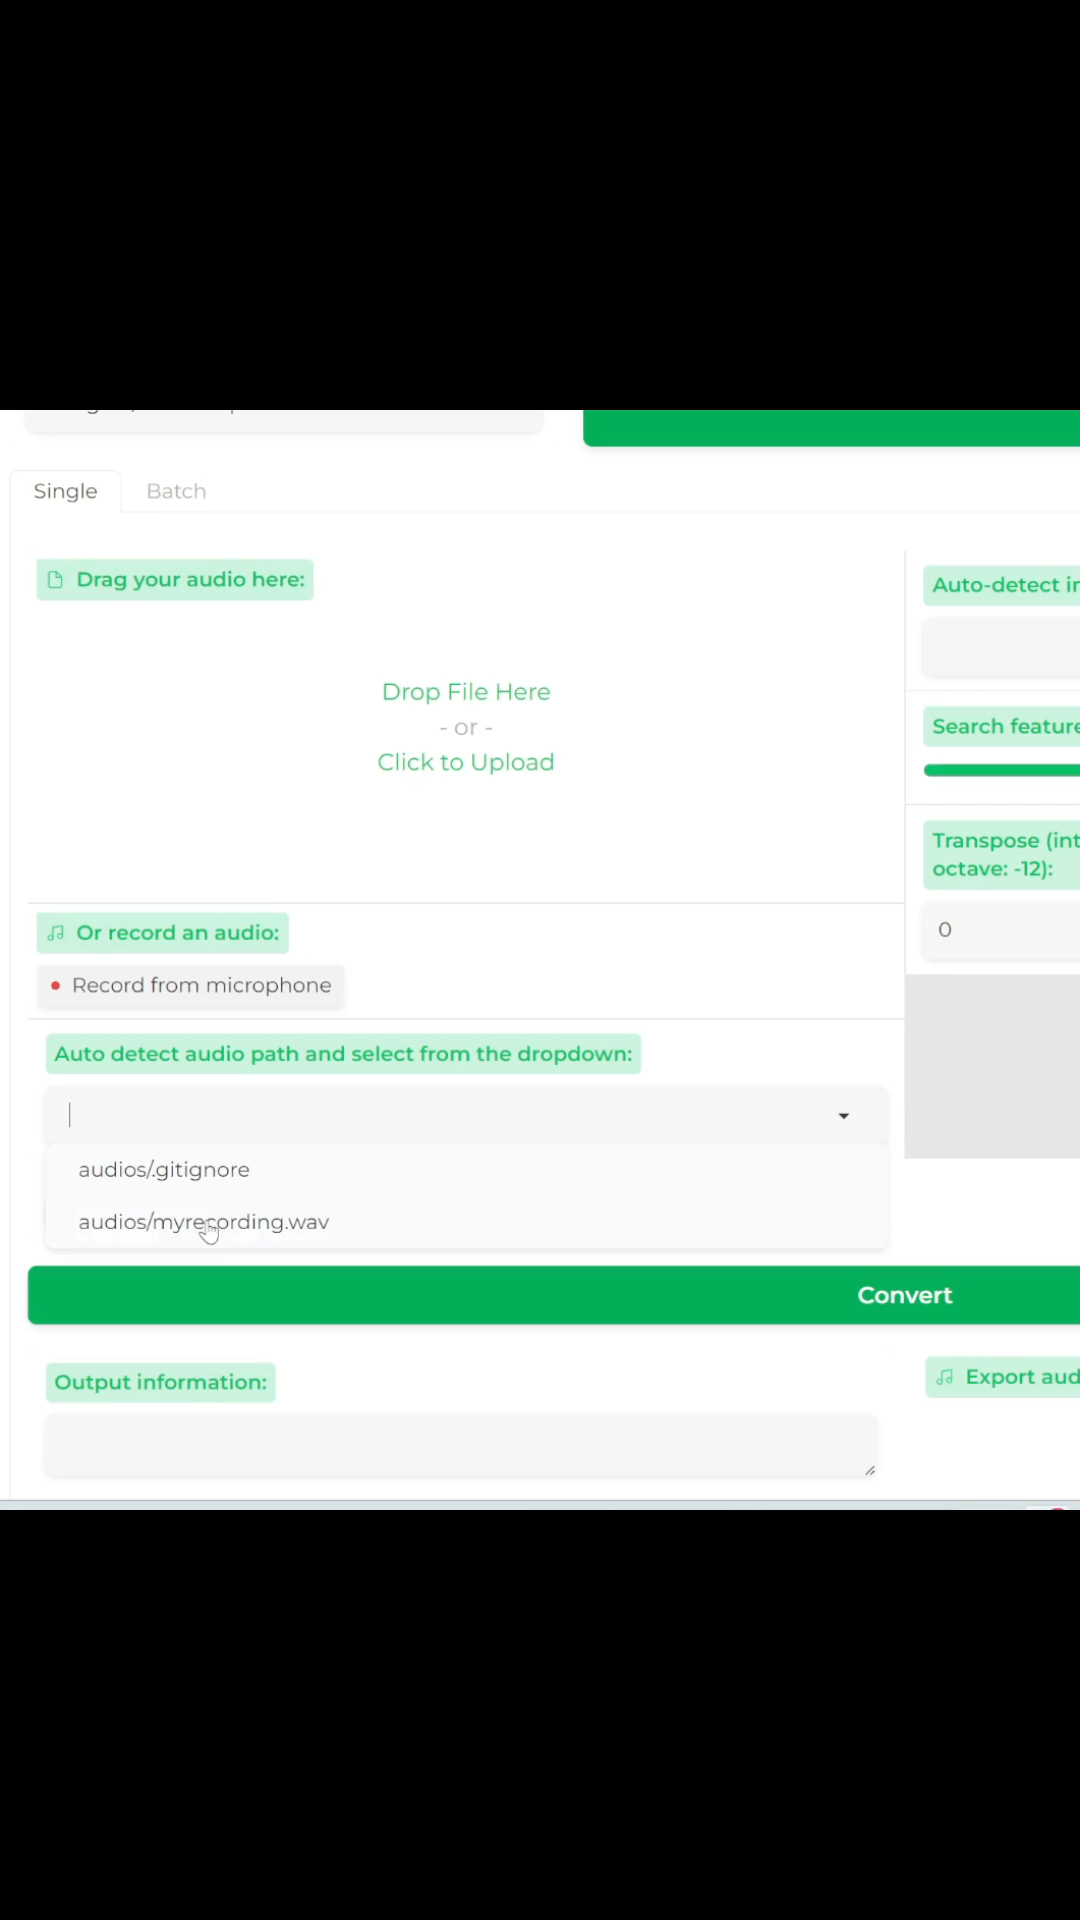 Single
Batch
Drag your audio here:
Drop File Here
- or -
Click to Upload
Or record an audio:
Record from microphone
Auto detect audio path and select from the dropdown:
audios/.gitignore
audios/myrecording.wav
Auto-detect in
Search feature
Transpose (int
octave: -12):
0
Convert
Output information:
Export aud